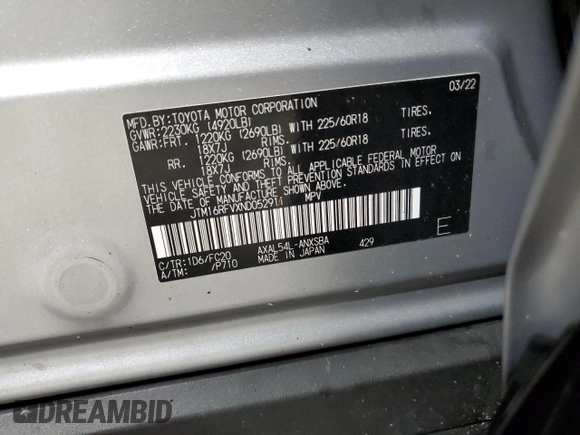 03/22
MFD.BY:TOYOTA MOTOR CORPORATION
GVWR:2230KG (4920LB)
GAWR:FRT. 1220KG (2690LB) WITH 225/60R18 TIRES.
18X7J RIMS.
RR. 1220KG (2690LB) WITH 225/60R18 TIRES.
18X7J RIMS.
THIS VEHICLE CONFORMS TO ALL APPLICABLE FEDERAL MOTOR
VEHICLE SAFETY AND THEFT PREVENTION STANDARDS IN EFFECT
ON THE DATE OF MANUFACTURE SHOWN ABOVE.
MPV
E
C/TR:1D6/FC20 AXAL54L-ANXSBA 429
A/TM: /P710 MADE IN JAPAN
DREAMBID